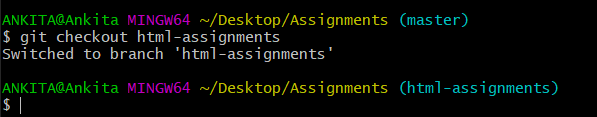 ANKITA@Ankita MINGW64 ~/Desktop/Assignments (master)
$ git checkout html-assignments
Switched to branch 'html-assignments'
ANKITA@Ankita MINGW64 ~/Desktop/Assignments (html-assignments)
$